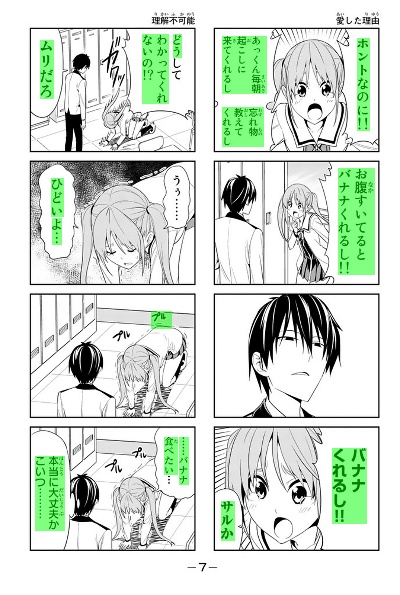 愛した理由
ホントなのに!!
あっくん毎朝
起こしに
来てくれるし
忘れ物
教えて
くれるし
お腹すいてると
バナナくれるし!!
バナナ
くれるし!!
サルか
理解不可能
どうして
わかってくれ
ないの!?
ガクッ
ムリだろ
うぅ……
ひどいよ…
プル
プル
……バナナ
食べたい…
プル
プル
本当に大丈夫か
こいつ………
—7—